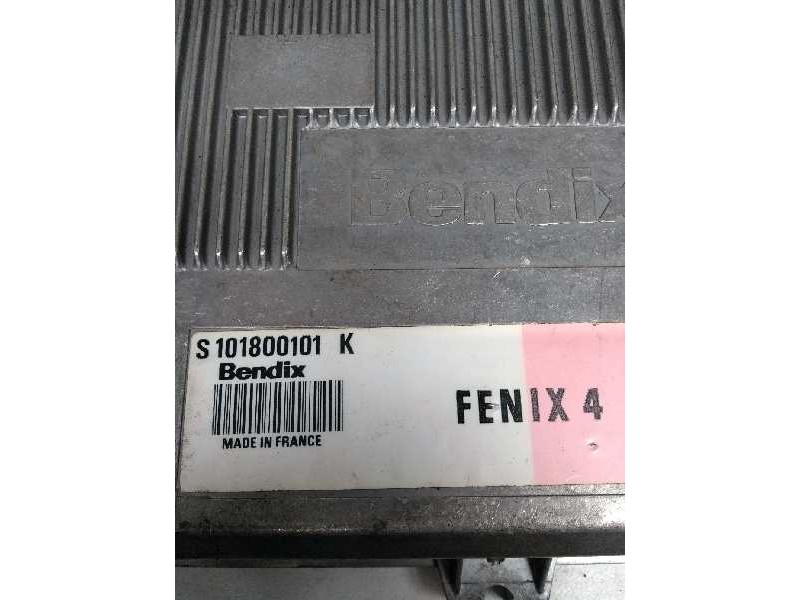 Bendix
S 101800101 K
Bendix
FENIX 4
MADE IN FRANCE